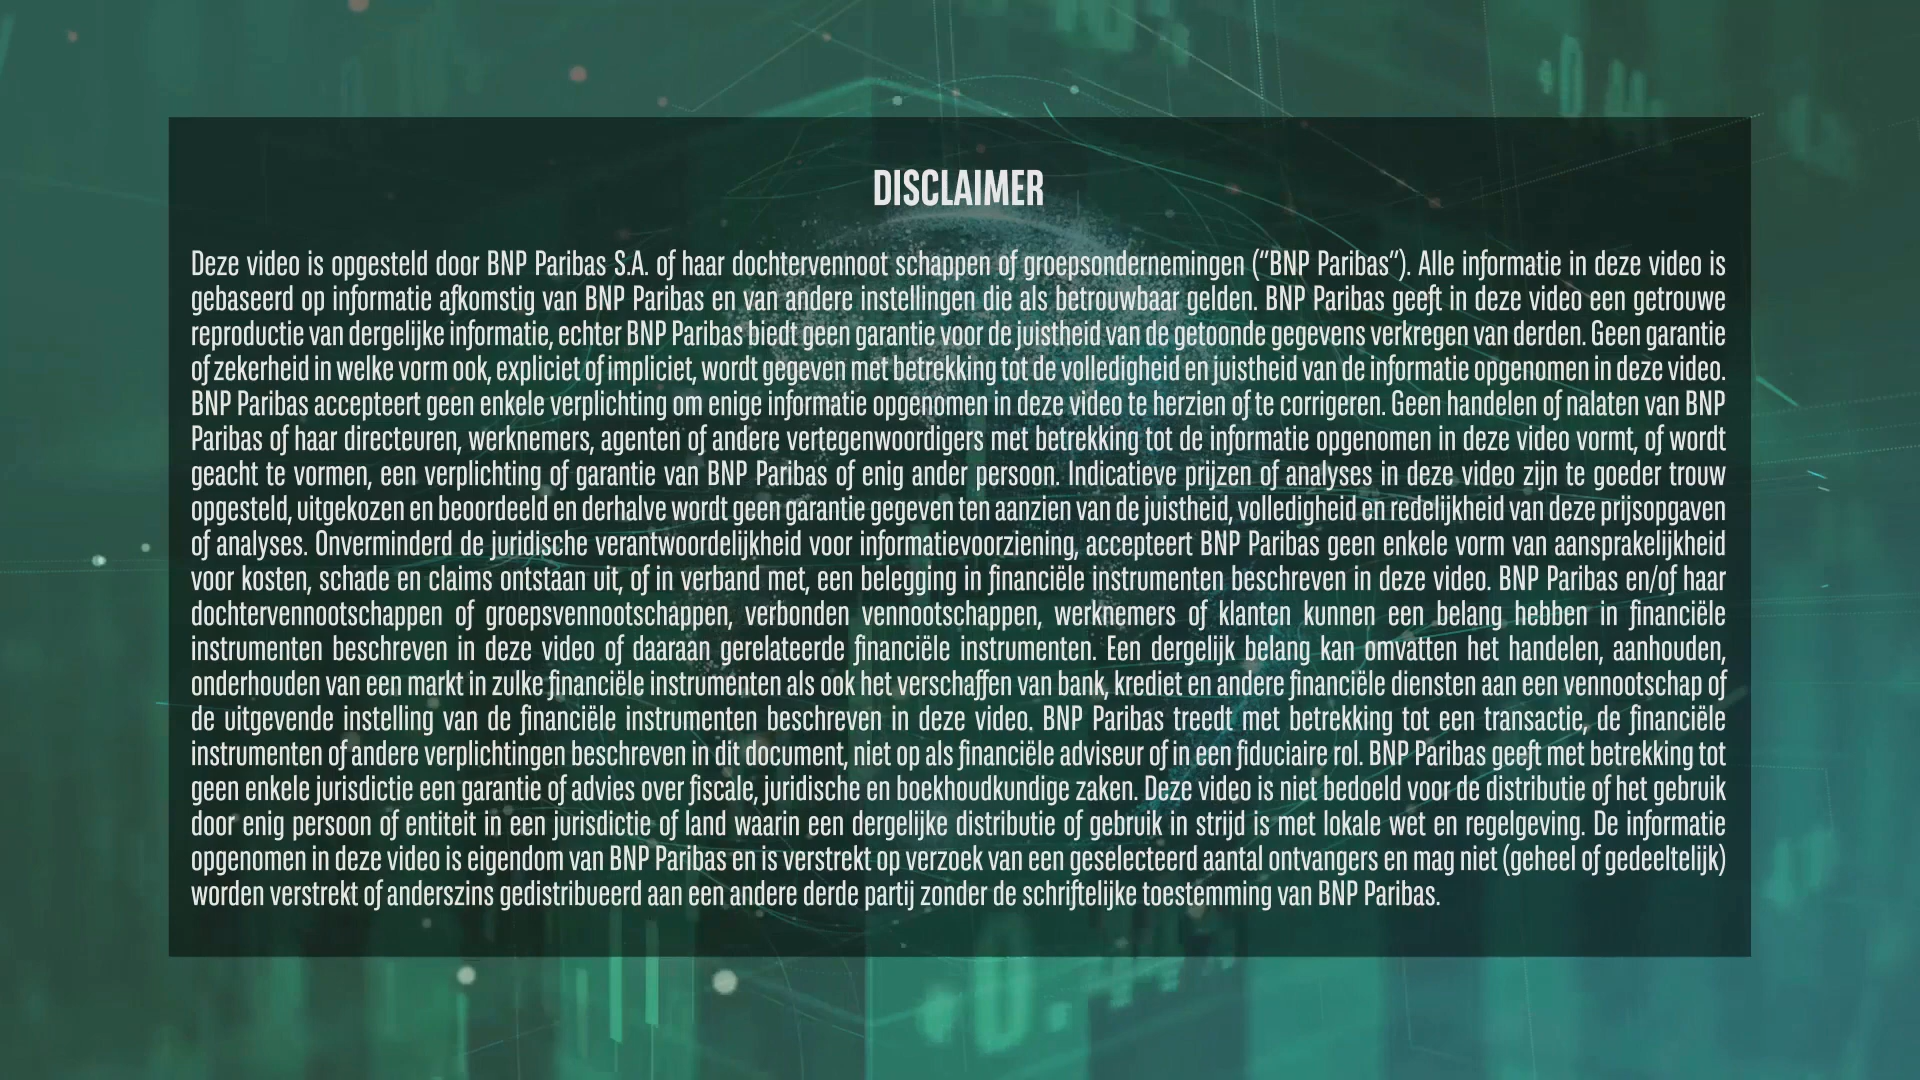 DISCLAIMER
Deze video is opgesteld door BNP Paribas S.A. of haar dochtervennoot schappen of groepsondernemingen (“BNP Paribas”). Alle informatie in deze video is
gebaseerd op informatie afkomstig van BNP Paribas en van andere instellingen die als betrouwbaar gelden. BNP Paribas geeft in deze video een getrouwe
reproductie van dergelijke informatie, echter BNP Paribas biedt geen garantie voor de juistheid van de getoonde gegevens verkregen van derden. Geen garantie
of zekerheid in welke vorm ook, expliciet of impliciet, wordt gegeven met betrekking tot de volledigheid en juistheid van de informatie opgenomen in deze video.
BNP Paribas accepteert geen enkele verplichting om enige informatie opgenomen in deze video te herzien of te corrigeren. Geen handelen of nalaten van BNP
Paribas of haar directeuren, werknemers, agenten of andere vertegenwoordigers met betrekking tot de informatie opgenomen in deze video vormt, of wordt
geacht te vormen, een verplichting of garantie van BNP Paribas of enig ander persoon. Indicatieve prijzen of analyses in deze video zijn te goeder trouw
opgesteld, uitgekozen en beoordeeld en derhalve wordt geen garantie gegeven ten aanzien van de juistheid, volledigheid en redelijkheid van deze prijsopgaven
of analyses. Onverminderd de juridische verantwoordelijkheid voor informatievoorziening, accepteert BNP Paribas geen enkele vorm van aansprakelijkheid
voor kosten, schade en claims ontstaan uit, of in verband met, een belegging in financiële instrumenten beschreven in deze video. BNP Paribas en/of haar
dochtervennootschappen of groepsvennootschappen, verbonden vennootschappen, werknemers of klanten kunnen een belang hebben in financiële
instrumenten beschreven in deze video of daaraan gerelateerde financiële instrumenten. Een dergelijk belang kan omvatten het handelen, aanhouden,
onderhouden van een markt in zulke financiële instrumenten als ook het verschaffen van bank, krediet en andere financiële diensten aan een vennootschap of
de uitgevende instelling van de financiële instrumenten beschreven in deze video. BNP Paribas treedt met betrekking tot een transactie, de financiële
instrumenten of andere verplichtingen beschreven in dit document, niet op als financiële adviseur of in een fiduciaire rol. BNP Paribas geeft met betrekking tot
geen enkele jurisdictie een garantie of advies over fiscale, juridische en boekhoudkundige zaken. Deze video is niet bedoeld voor de distributie of het gebruik
door enig persoon of entiteit in een jurisdictie of land waarin een dergelijke distributie of gebruik in strijd is met lokale wet en regelgeving. De informatie
opgenomen in deze video is eigendom van BNP Paribas en is verstrekt op verzoek van een geselecteerd aantal ontvangers en mag niet (geheel of gedeeltelijk)
worden verstrekt of anderszins gedistribueerd aan een andere derde partij zonder de schriftelijke toestemming van BNP Paribas.